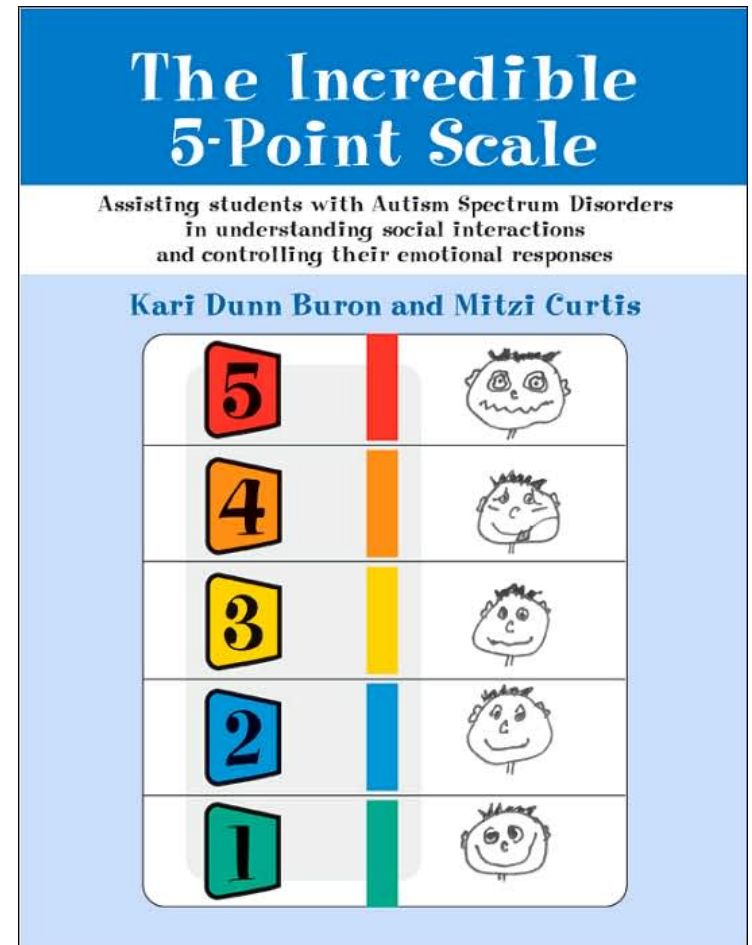 The Incredible
5-Point Scale
Assisting students with Autism Spectrum Disorders
in understanding social interactions
and controlling their emotional responses
Kari Dunn Buron and Mitzi Curtis
5
4
3
2
1